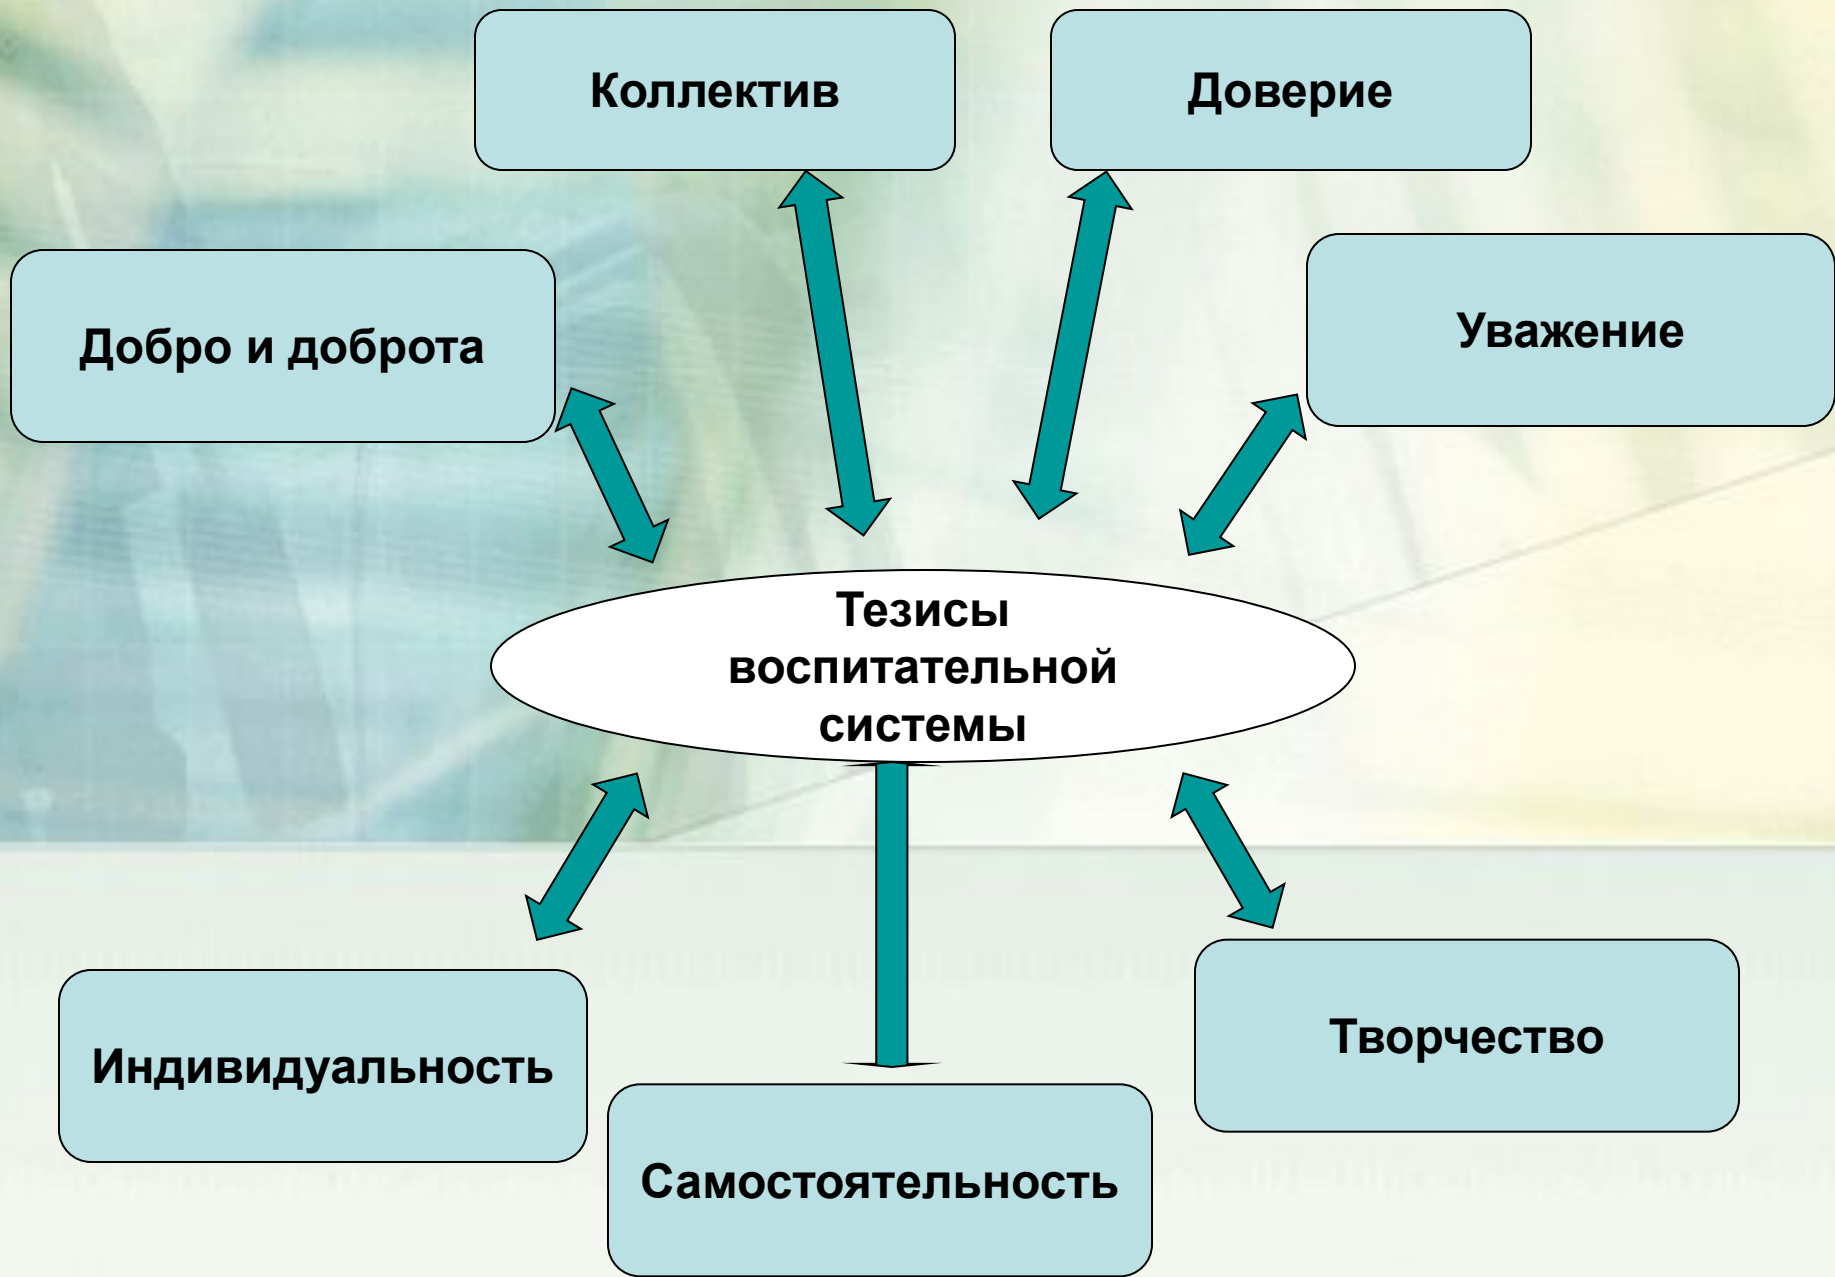 Коллектив
Доверие
Добро и доброта
Уважение
Тезисы
воспитательной
системы
Индивидуальность
Самостоятельность
Творчество